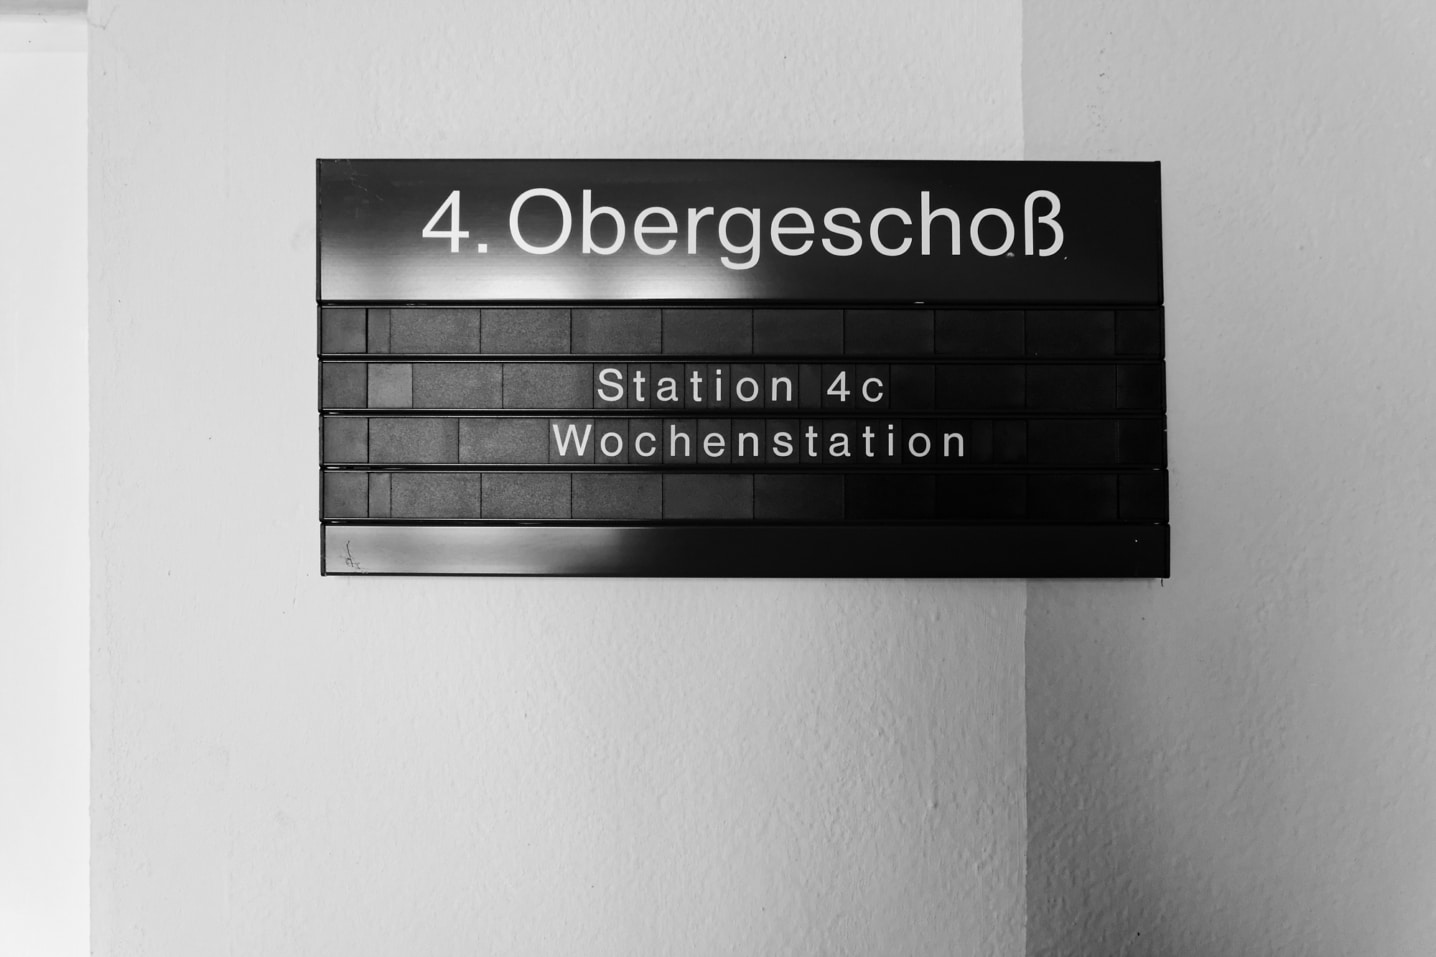 4. Obergeschoß
Station 4c
Wochenstation